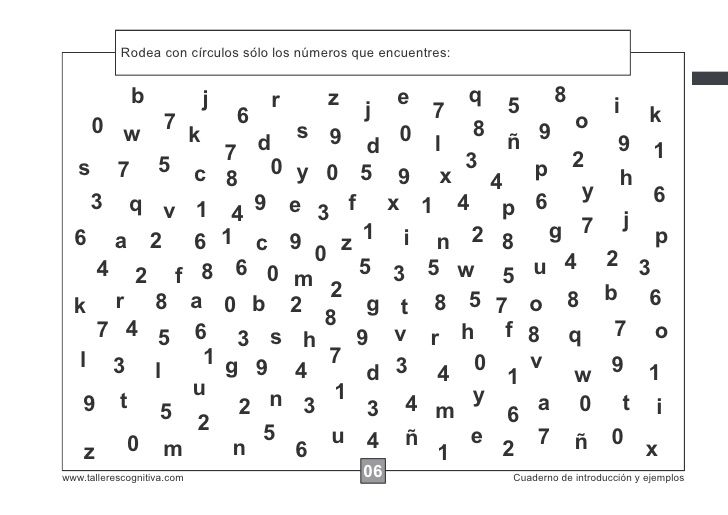 Rodea con círculos sólo los números que encuentres:
b j r z j e 7 q 5 8 i k
0 w 7 k 6 7 d s 9 d 0 l 8 ñ 9 o 9 1
s 7 5 c 8 0 y 0 5 9 x 3 4 p 2 h
3 q v 1 4 9 e 3 f x 1 4 p 6 y 6
6 a 2 6 1 c 9 0 z 1 i n 2 8 g 7 j p
4 2 f 8 6 0 m 5 3 5 w 5 u 4 2 3
k r 8 a 0 b 2 2 g t 8 5 7 o 8 b 6
7 4 5 6 3 s h 8 9 v r h f 8 q 7 o
l 3 l 1 g 9 4 7 d 3 4 0 1 v w 9 1
9 t 5 u 2 n 3 1 3 4 m y 6 a 0 t i
z 0 m 2 n 5 6 u 4 ñ 1 e 2 7 ñ 0 x
www.tallerescognitiva.com 06 Cuaderno de introducción y ejemplos